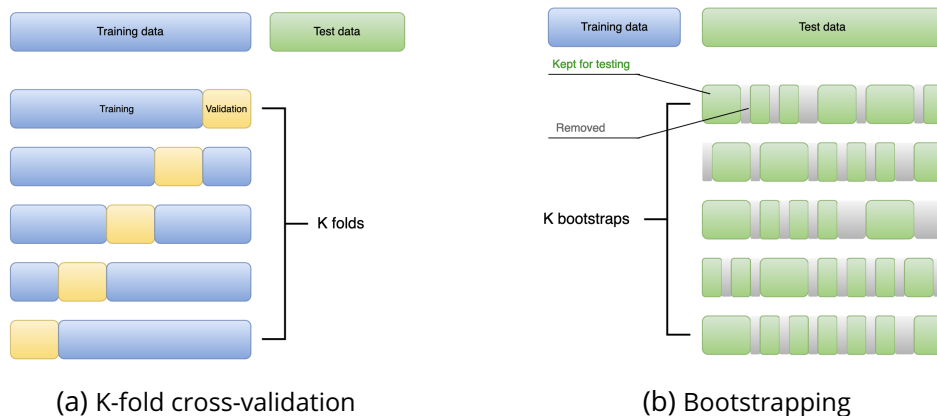 Training data
Test data
Training
Validation
K folds
(a) K-fold cross-validation
Training data
Test data
Kept for testing
Removed
K bootstraps
(b) Bootstrapping